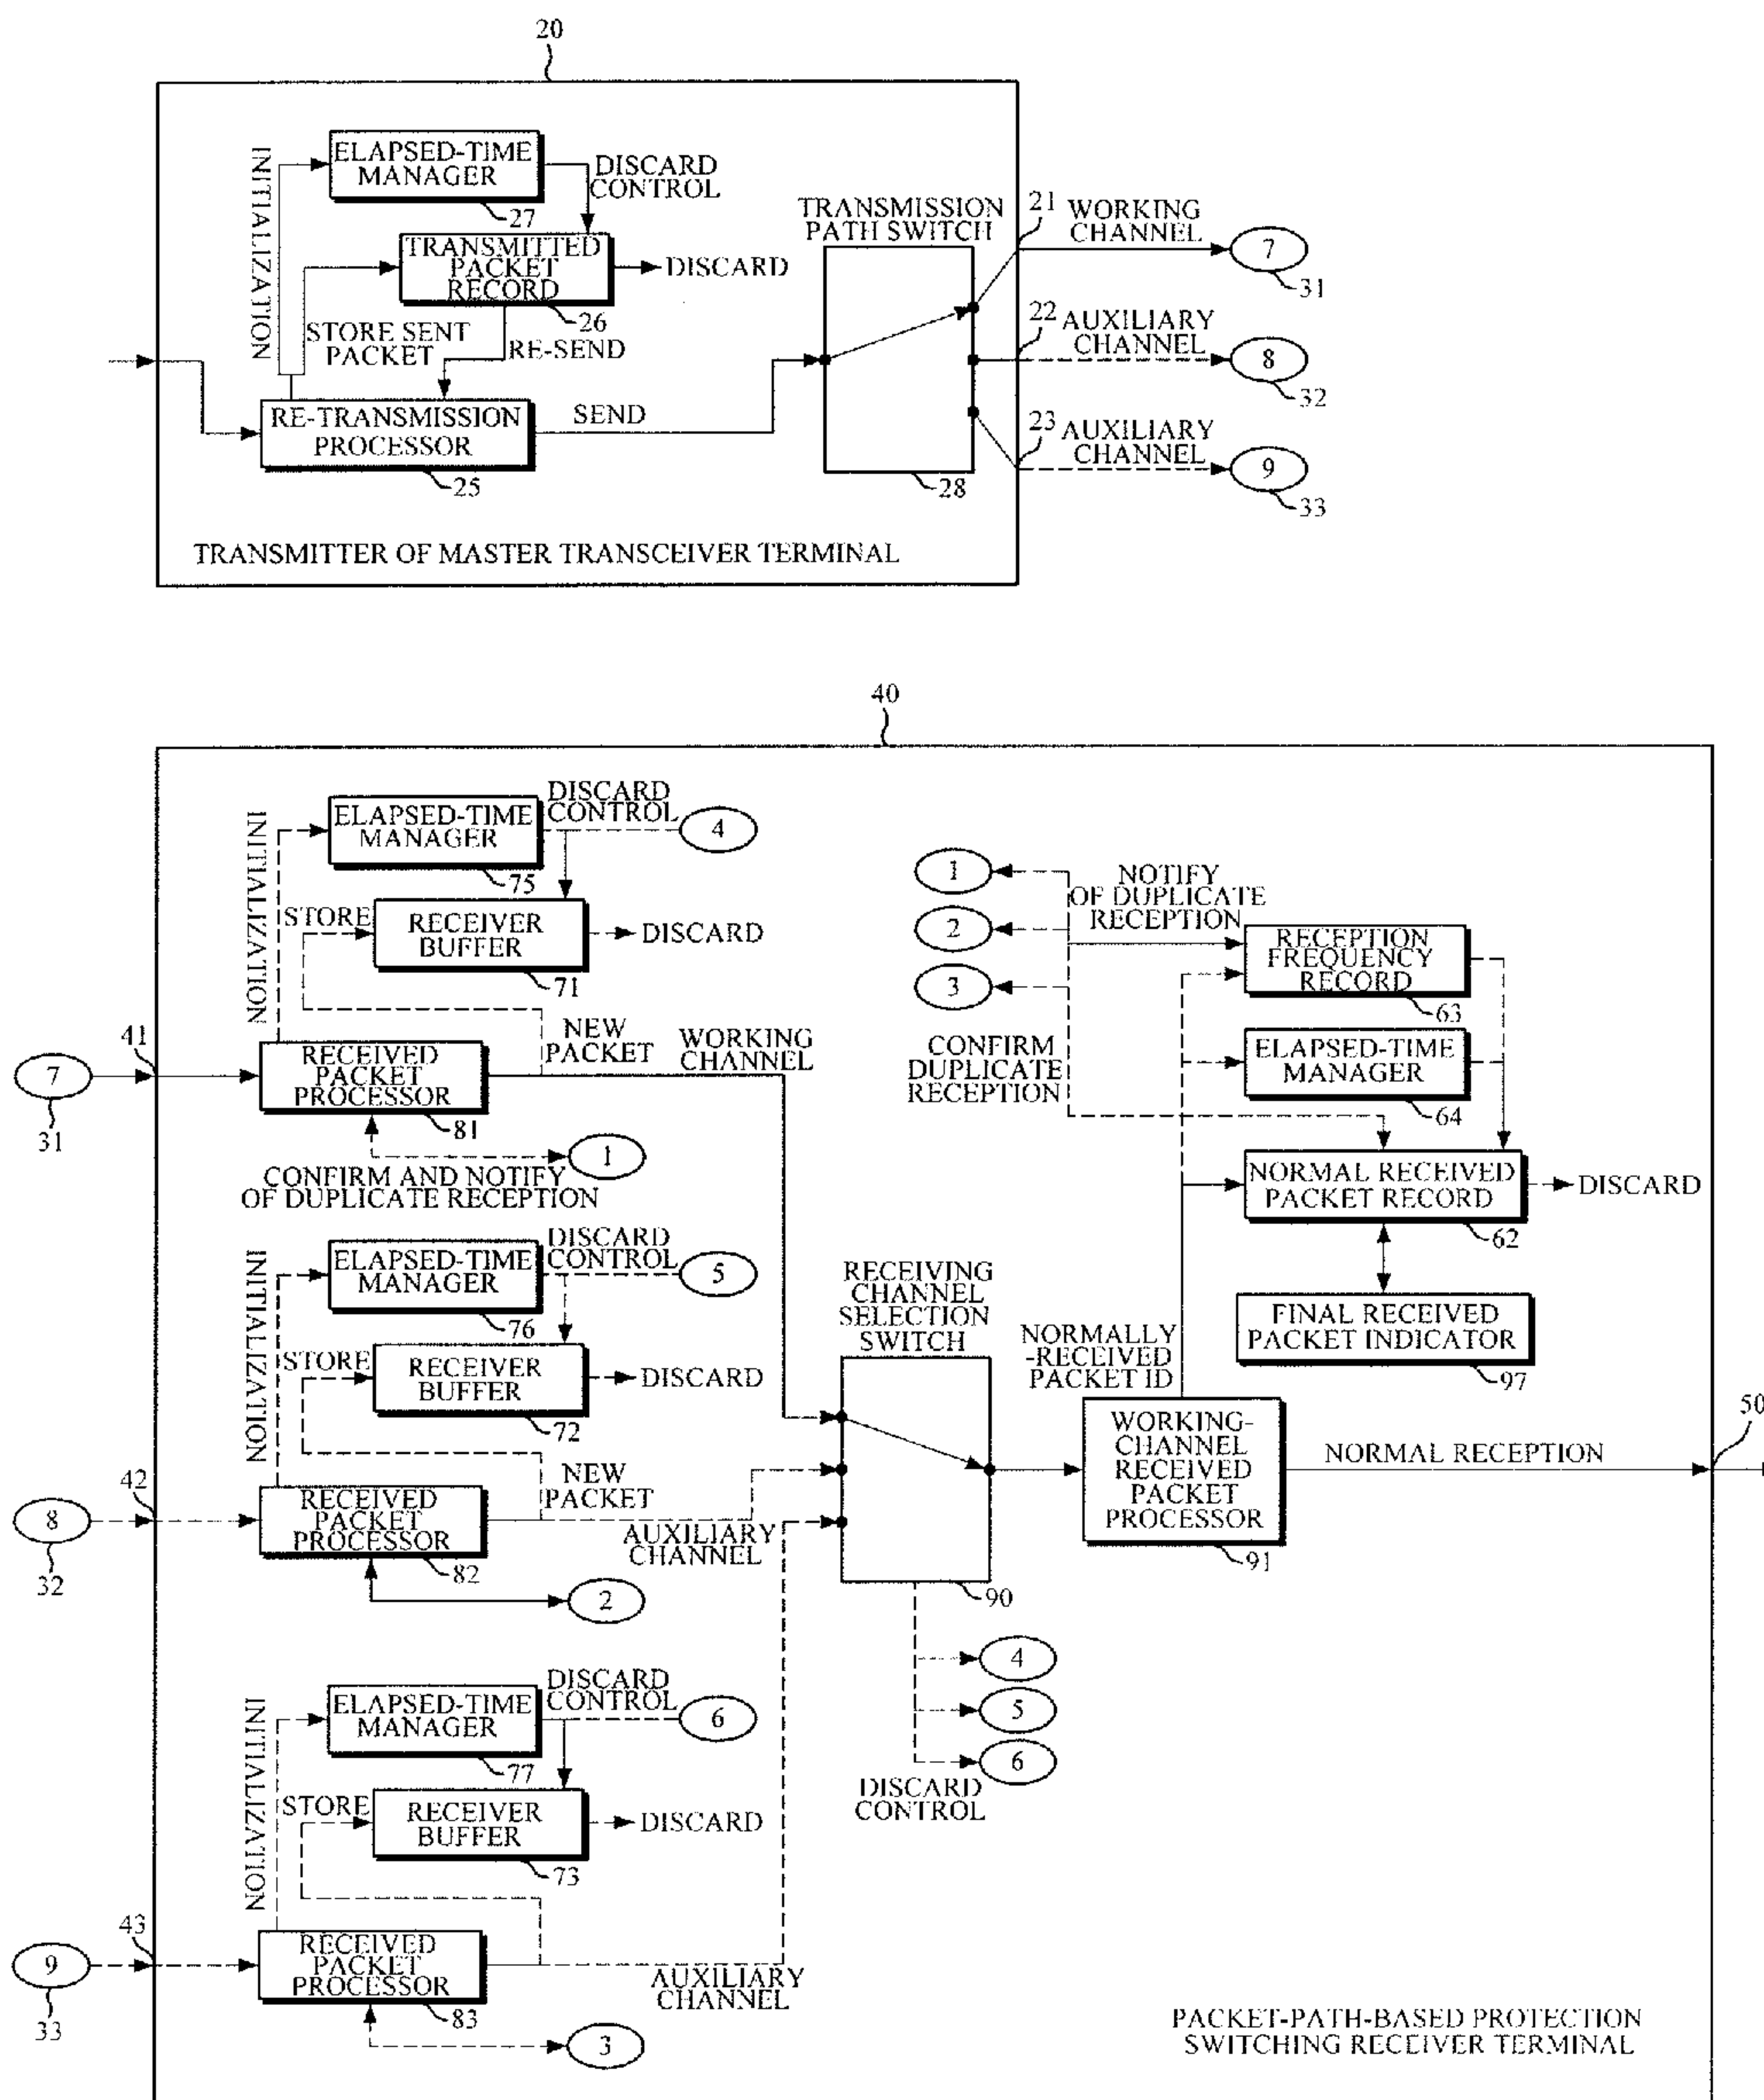 20
INITIALIZATION
ELAPSED-TIME
MANAGER
27
DISCARD
CONTROL
TRANSMITTED
PACKET
RECORD
26
DISCARD
STORE SENT
PACKET
RE-SEND
RE-TRANSMISSION
PROCESSOR
25
SEND
TRANSMISSION
PATH SWITCH
28
21
WORKING
CHANNEL
7
31
22
AUXILIARY
CHANNEL
8
32
23
AUXILIARY
CHANNEL
9
33
TRANSMITTER OF MASTER TRANSCEIVER TERMINAL
40
INITIALIZATION
ELAPSED-TIME
MANAGER
75
DISCARD
CONTROL
4
STORE
RECEIVER
BUFFER
71
DISCARD
NEW
PACKET
WORKING
CHANNEL
7
31
41
RECEIVED
PACKET
PROCESSOR
81
1
CONFIRM AND NOTIFY
OF DUPLICATE RECEPTION
INITIALIZATION
ELAPSED-TIME
MANAGER
76
DISCARD
CONTROL
5
STORE
RECEIVER
BUFFER
72
DISCARD
NEW
PACKET
8
32
42
RECEIVED
PACKET
PROCESSOR
82
AUXILIARY
CHANNEL
2
INITIALIZATION
ELAPSED-TIME
MANAGER
77
DISCARD
CONTROL
6
STORE
RECEIVER
BUFFER
73
DISCARD
9
33
43
RECEIVED
PACKET
PROCESSOR
83
AUXILIARY
CHANNEL
3
RECEIVING
CHANNEL
SELECTION
SWITCH
90
4
5
6
DISCARD
CONTROL
1
2
3
NOTIFY
OF DUPLICATE
RECEPTION
CONFIRM
DUPLICATE
RECEPTION
RECEPTION
FREQUENCY
RECORD
63
ELAPSED-TIME
MANAGER
64
NORMAL RECEIVED
PACKET RECORD
62
DISCARD
FINAL RECEIVED
PACKET INDICATOR
97
NORMALLY
-RECEIVED
PACKET ID
WORKING-
CHANNEL
RECEIVED
PACKET
PROCESSOR
91
NORMAL RECEPTION
50
PACKET-PATH-BASED PROTECTION
SWITCHING RECEIVER TERMINAL